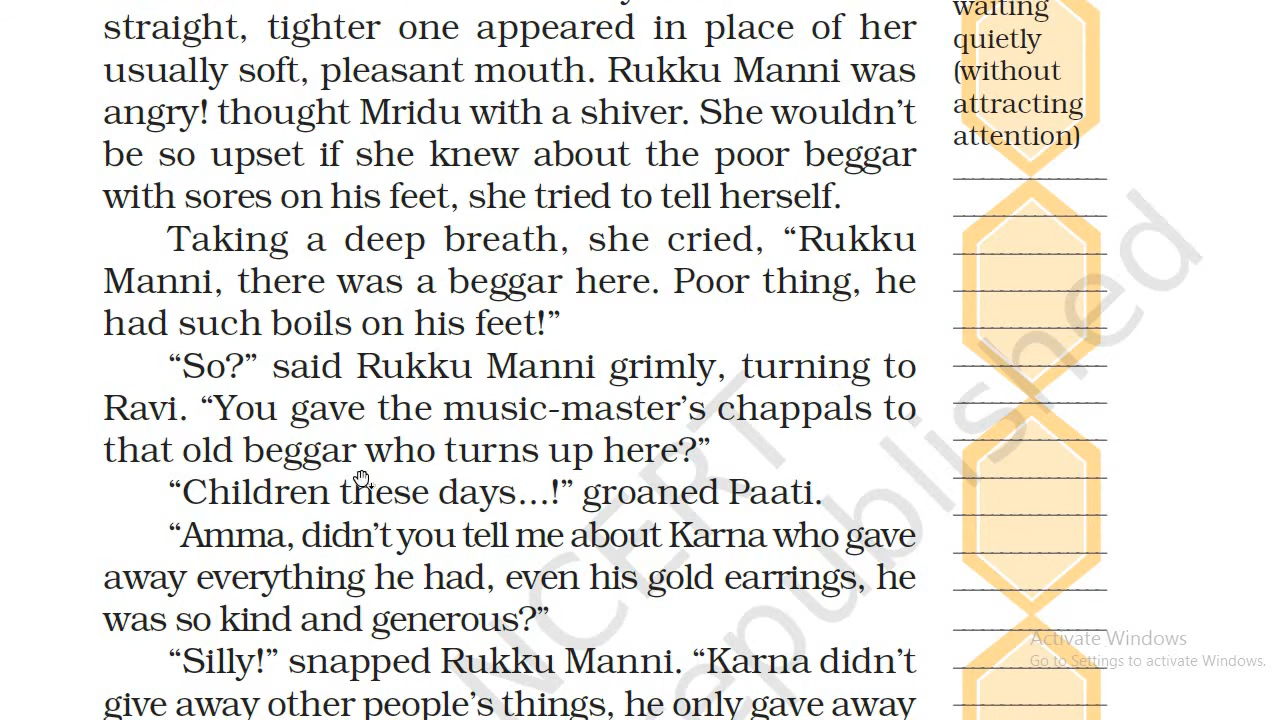 straight, tighter one appeared in place of her
usually soft, pleasant mouth. Rukku Manni was
angry! thought Mridu with a shiver. She wouldn’t
be so upset if she knew about the poor beggar
with sores on his feet, she tried to tell herself.
Taking a deep breath, she cried, “Rukku
Manni, there was a beggar here. Poor thing, he
had such boils on his feet!”
“So?” said Rukku Manni grimly, turning to
Ravi. “You gave the music-master’s chappals to
that old beggar who turns up here?”
“Children these days...!” groaned Paati.
“Amma, didn’t you tell me about Karna who gave
away everything he had, even his gold earrings, he
was so kind and generous?”
“Silly!” snapped Rukku Manni. “Karna didn’t
give away other people’s things, he only gave away
waiting
quietly
(without
attracting
attention)
NCERT
republished
Activate Windows
Go to Settings to activate Windows.